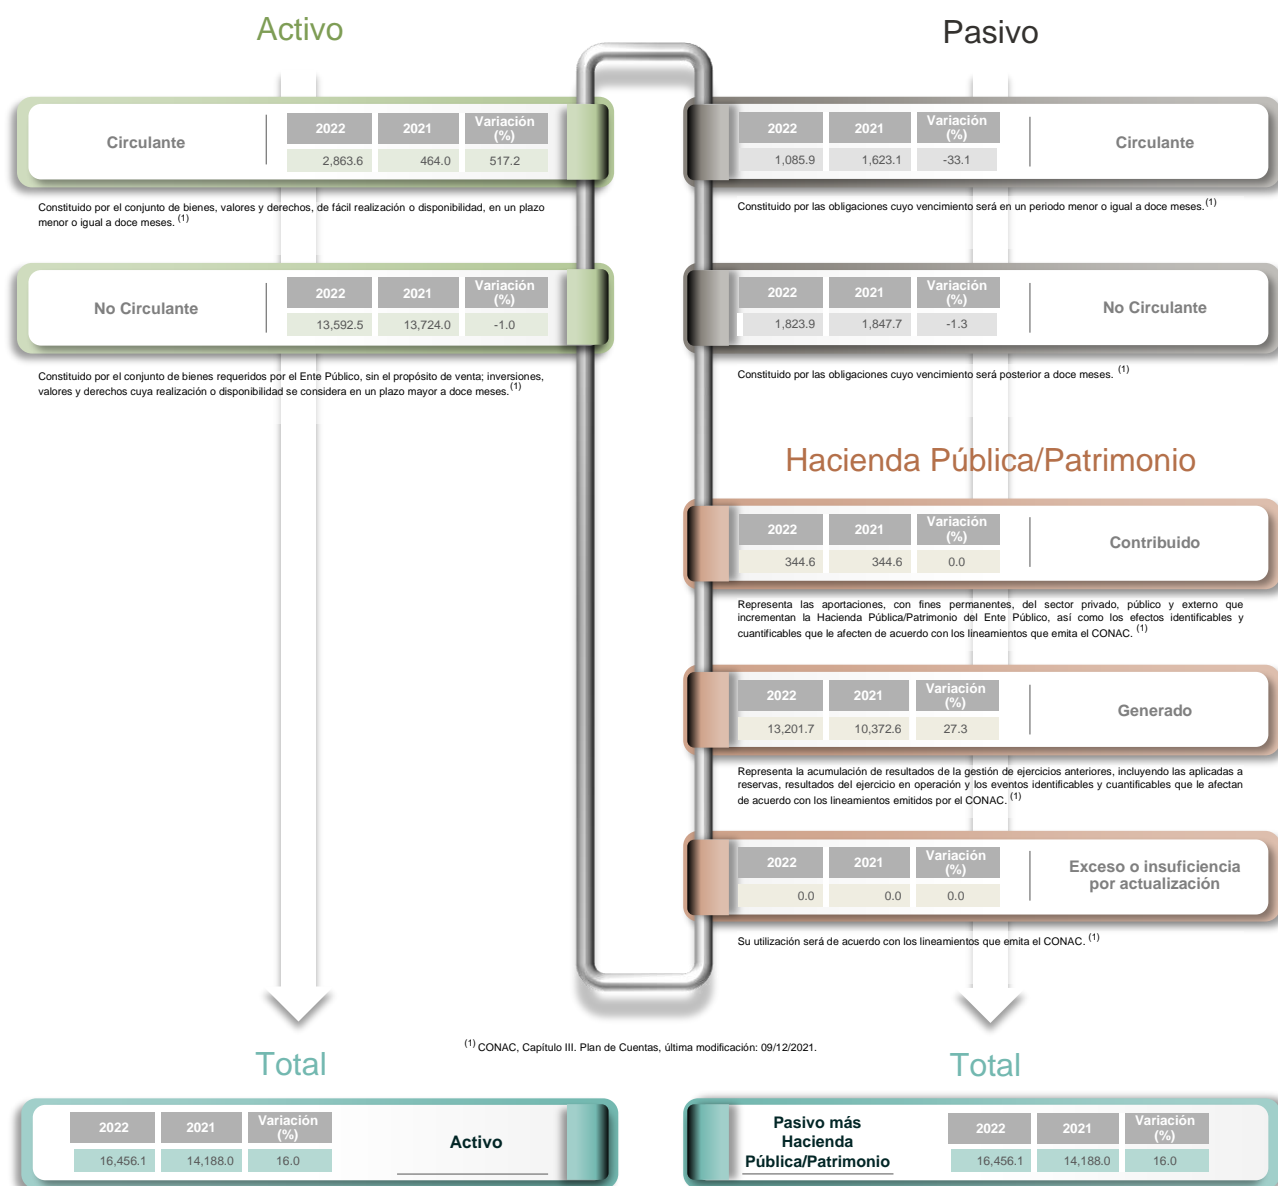 Activo
Circulante
2022 2021 Variación (%)
2,863.6 464.0 517.2
Constituido por el conjunto de bienes, valores y derechos, de fácil realización o disponibilidad, en un plazo
menor o igual a doce meses. (1)
No Circulante
2022 2021 Variación (%)
13,592.5 13,724.0 -1.0
Constituido por el conjunto de bienes requeridos por el Ente Público, sin el propósito de venta; inversiones,
valores y derechos cuya realización o disponibilidad se considera en un plazo mayor a doce meses. (1)
Pasivo
2022 2021 Variación (%)
1,085.9 1,623.1 -33.1
Circulante
Constituido por las obligaciones cuyo vencimiento será en un periodo menor o igual a doce meses. (1)
2022 2021 Variación (%)
1,823.9 1,847.7 -1.3
No Circulante
Constituido por las obligaciones cuyo vencimiento será posterior a doce meses. (1)
Hacienda Pública/Patrimonio
2022 2021 Variación (%)
344.6 344.6 0.0
Contribuido
Representa las aportaciones, con fines permanentes, del sector privado, público y externo que
incrementan la Hacienda Pública/Patrimonio del Ente Público, así como los efectos identificables y
cuantificables que le afecten de acuerdo con los lineamientos que emita el CONAC. (1)
2022 2021 Variación (%)
13,201.7 10,372.6 27.3
Generado
Representa la acumulación de resultados de la gestión de ejercicios anteriores, incluyendo las aplicadas a
reservas, resultados del ejercicio en operación y los eventos identificables y cuantificables que le afectan
de acuerdo con los lineamientos emitidos por el CONAC. (1)
2022 2021 Variación (%)
0.0 0.0 0.0
Exceso o insuficiencia
por actualización
Su utilización será de acuerdo con los lineamientos que emita el CONAC. (1)
(1) CONAC, Capítulo III. Plan de Cuentas, última modificación: 09/12/2021.
Total
2022 2021 Variación (%)
16,456.1 14,188.0 16.0
Activo
Total
Pasivo más
Hacienda
Pública/Patrimonio
2022 2021 Variación (%)
16,456.1 14,188.0 16.0